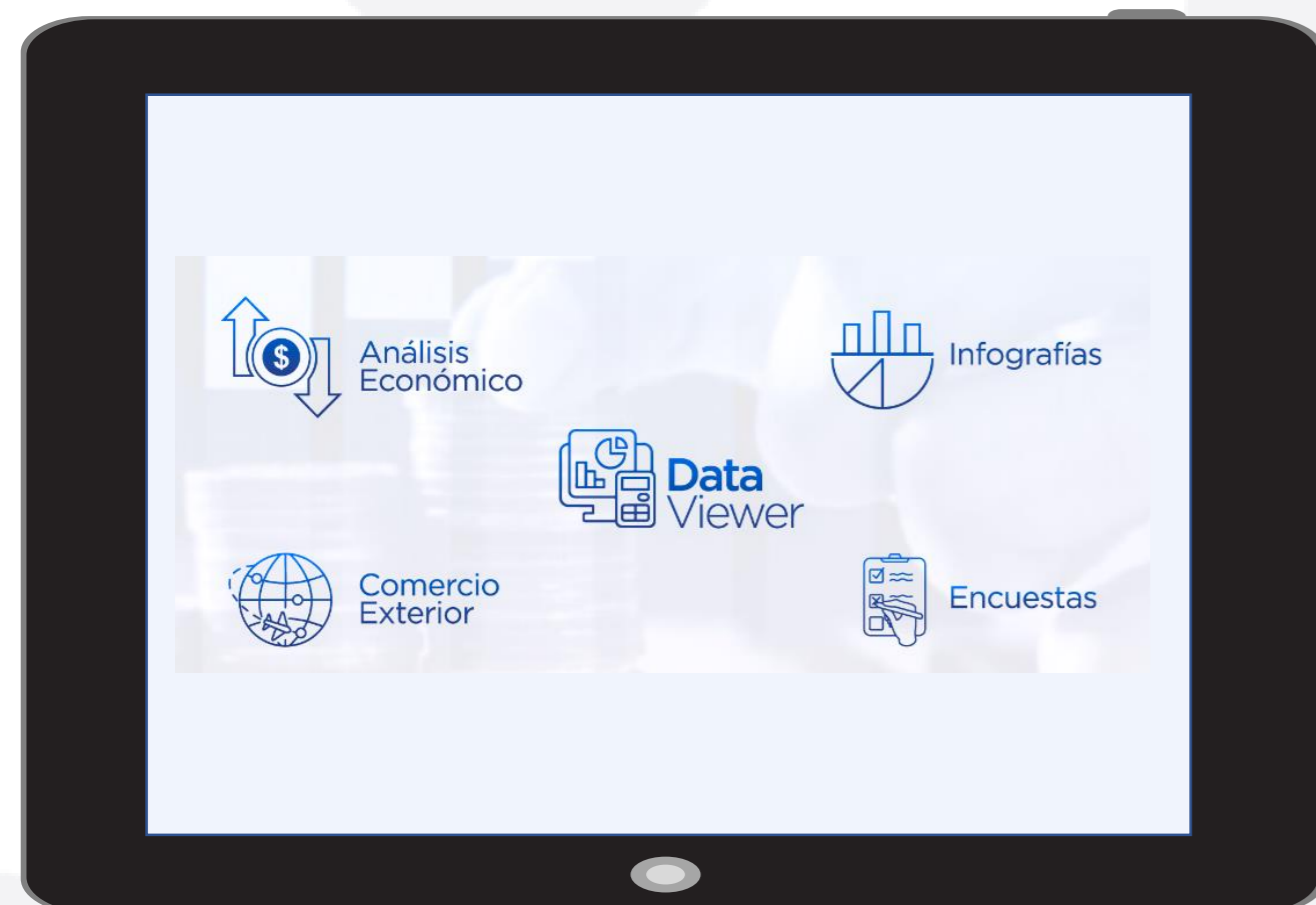 $
Análisis
Económico
Infografías
Data
Viewer
Comercio
Exterior
Encuestas